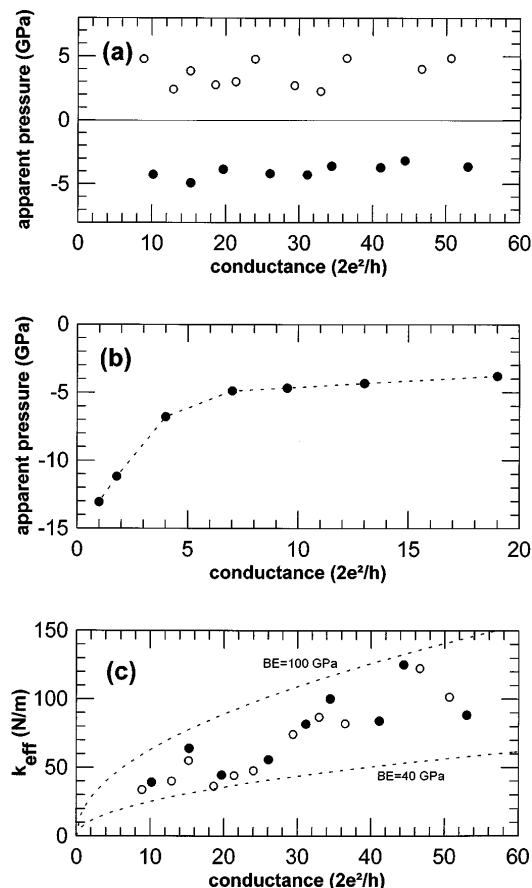 (a)
apparent pressure (GPa)
5
0
-5
0 10 20 30 40 50 60
conductance (2e²/h)
(b)
apparent pressure (GPa)
0
-5
-10
-15
0 5 10 15 20
conductance (2e²/h)
(c)
k_eff (N/m)
150
100
50
0
BE=100 GPa
BE=40 GPa
0 10 20 30 40 50 60
conductance (2e²/h)